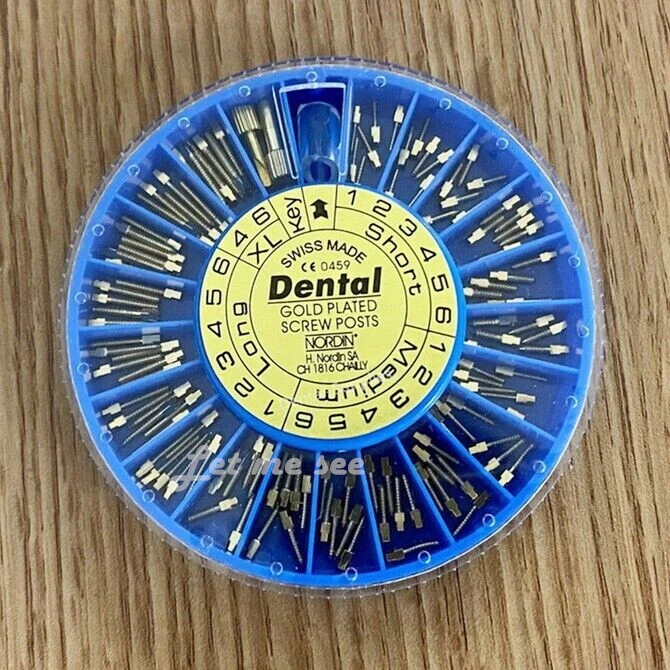 SWISS MADE
CE 0459
Dental
GOLD PLATED
SCREW POSTS
NORDIN®
H. Nordin SA
CH 1816 CHAILLY
Key
1 2 3 4 5 6
Short
1 2 3 4 5 6
Medium
1 2 3 4 5 6
Long
4 6
XL
Let me see